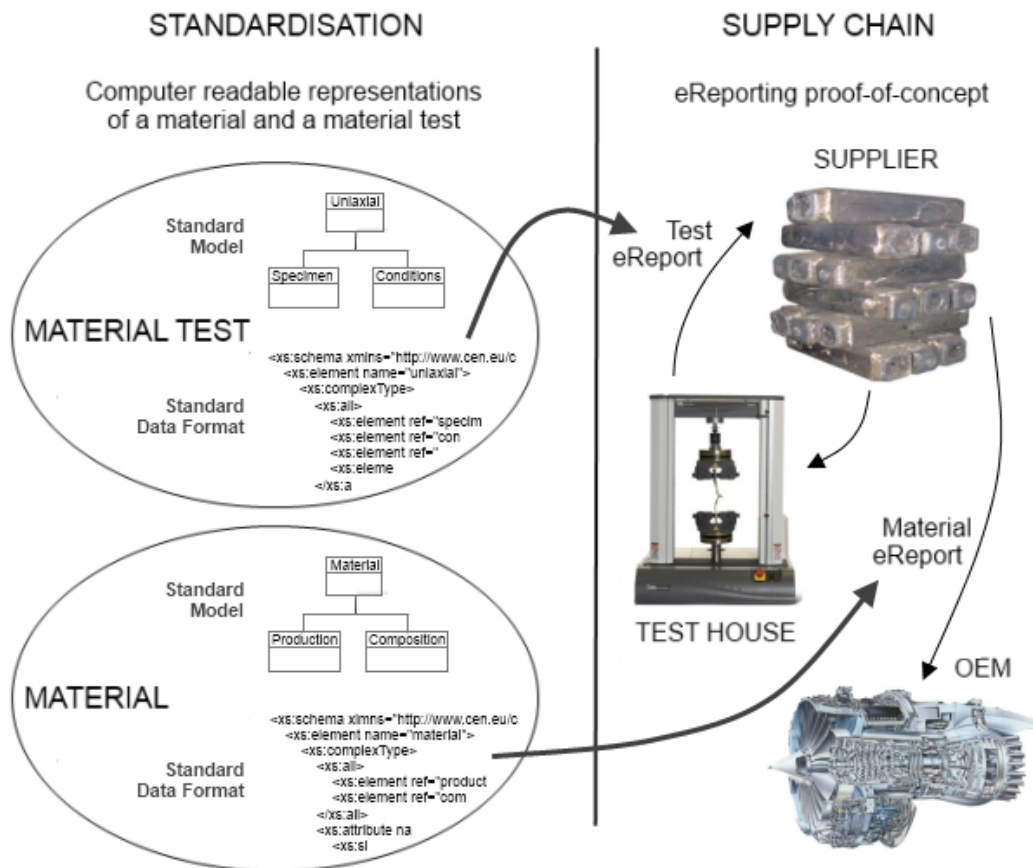 STANDARDISATION
Computer readable representations
of a material and a material test
Standard
Model
Uniaxial
Specimen
Conditions
MATERIAL TEST
Standard
Data Format
<xs:schema xmlns="http://www.cen.eu/c
<xs:element name="uniaxial">
<xs:complexType>
<xs:all>
<xs:element ref="specim
<xs:element ref="con
<xs:element ref="
<xs:eleme
</xs:a
Standard
Model
Material
Production
Composition
MATERIAL
Standard
Data Format
<xs:schema xlmns="http://www.cen.eu/c
<xs:element name="material">
<xs:complexType>
<xs:all>
<xs:element ref="product
<xs:element ref="com
</xs:all>
<xs:attribute na
<xs:si
SUPPLY CHAIN
eReporting proof-of-concept
SUPPLIER
Test
eReport
TEST HOUSE
Material
eReport
OEM